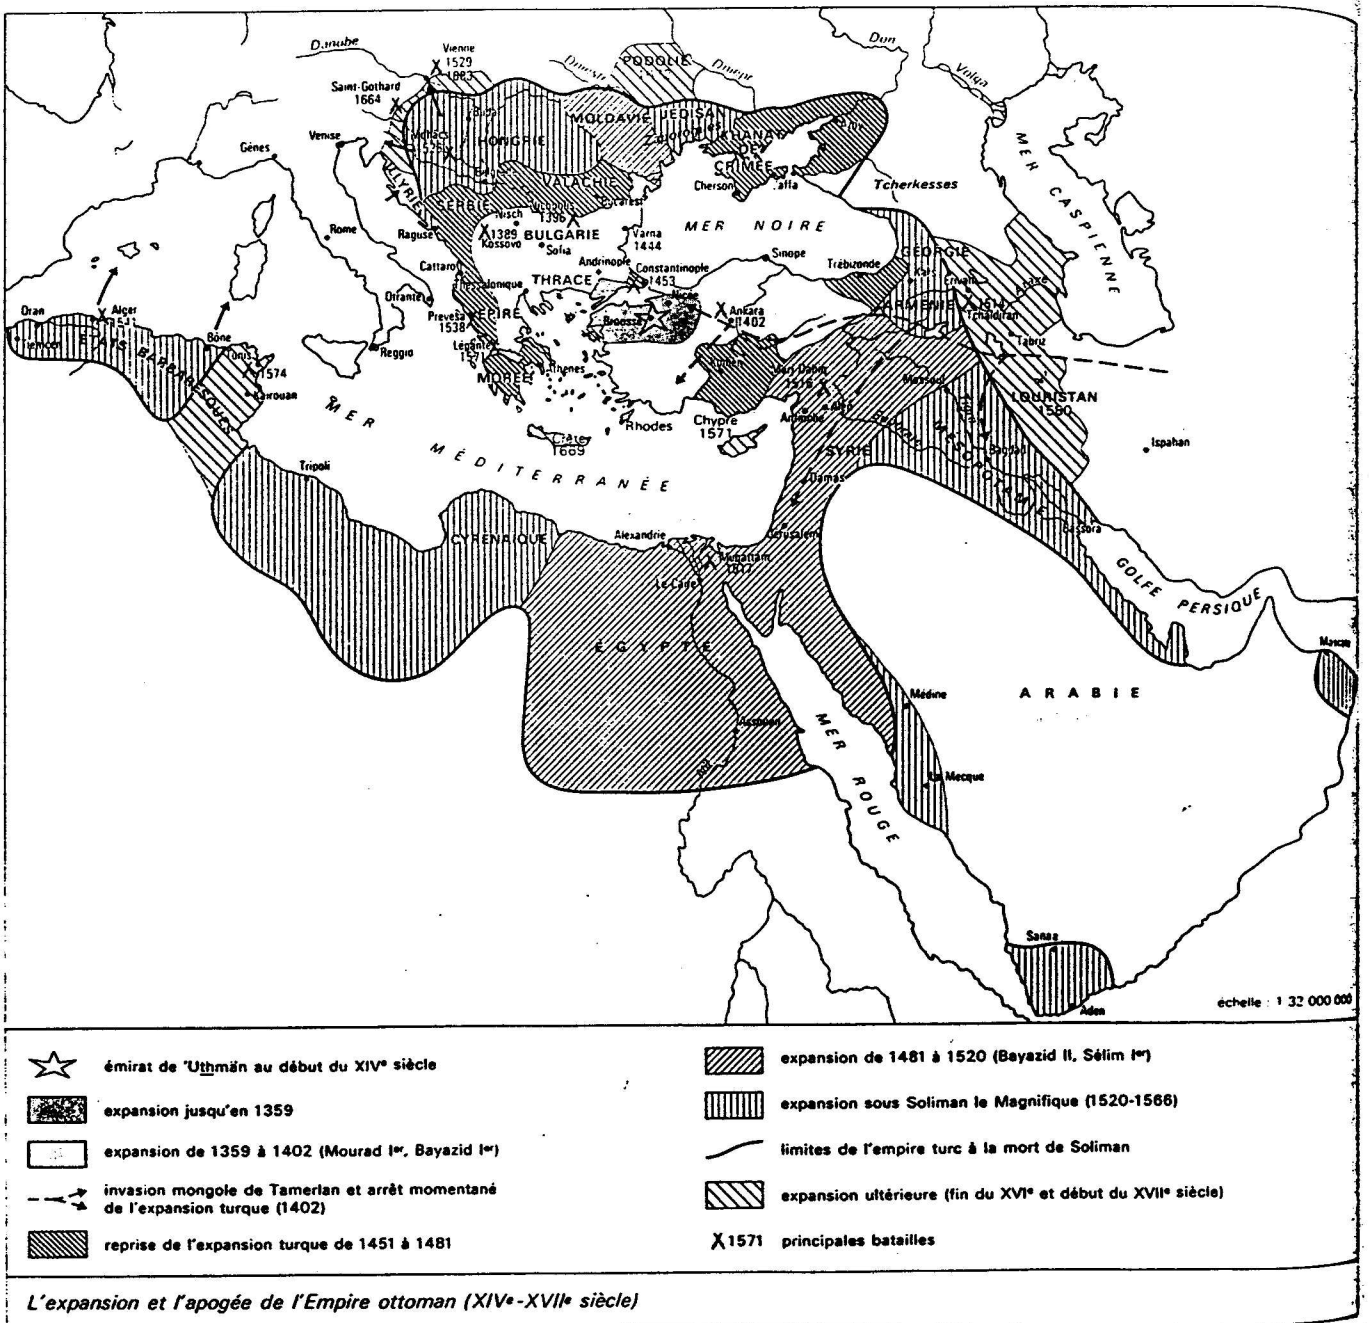 Danube
Vienne
1529
1683
Saint-Gothard
1664
PODOLIE
Dniestr
Dniepr
Don
Volga
MOLDAVIE
JÉDISAN
Zaporogues
KHANAT
DE
CRIMÉE
Azov
Buda
HONGRIE
Mohács
1526
Venise
Gênes
ILLYRIE
VALACHIE
SERBIE
Nisch
Nicopolis
1396
Bucarest
Cherson
Caffa
Tcherkesses
MER CASPIENNE
Rome
Raguse
1389
Kossovo
BULGARIE
Sofia
Varna
1444
MER NOIRE
Sinope
Trébizonde
GÉORGIE
Kars
Erivan
ARMÉNIE
Araxe
1514
Tchaldiran
Tabriz
Cattaro
Andrinople
Constantinople
1453
Thessalonique
THRACE
Nicée
Otrante
Brousse
Ankara
1402
Prevesa
1538
ÉPIRE
Lépante
1571
Athènes
MORÉE
Reggio
Oran
Tlemcen
Alger
1541
ÉTATS BARBARESQUES
Bône
Tunis
1574
Kairouan
MER MÉDITERRANÉE
Crète
1669
Rhodes
Chypre
1571
1516
Antioche
Alep
Mossoul
LOURISTAN
1550
Ispahan
Euphrate
Tigre
MÉSOPOTAMIE
Bagdad
SYRIE
Damas
Bassora
Jérusalem
Tripoli
CYRÉNAÏQUE
Alexandrie
Muqattam
1517
Le Caire
ÉGYPTE
Assouan
Nil
GOLFE PERSIQUE
Mascate
Médine
ARABIE
MER ROUGE
La Mecque
Sanaa
Aden
échelle : 1 32 000 000
émirat de 'Uthmān au début du XIVe siècle
expansion jusqu'en 1359
expansion de 1359 à 1402 (Mourad Ier, Bayazid Ier)
invasion mongole de Tamerlan et arrêt momentané
de l'expansion turque (1402)
reprise de l'expansion turque de 1451 à 1481
expansion de 1481 à 1520 (Bayazid II, Sélim Ier)
expansion sous Soliman le Magnifique (1520-1566)
limites de l'empire turc à la mort de Soliman
expansion ultérieure (fin du XVIe et début du XVIIe siècle)
X 1571 principales batailles
L'expansion et l'apogée de l'Empire ottoman (XIVe-XVIIe siècle)